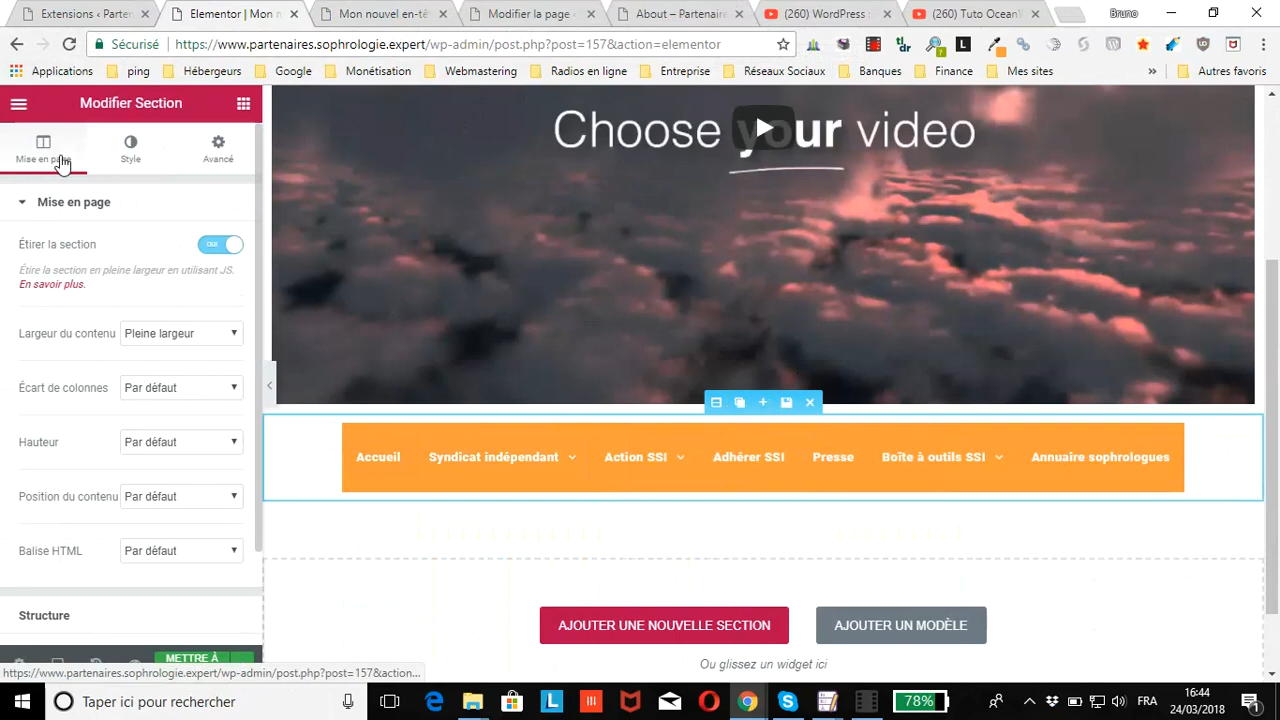 Extensions ‹ Parten
Elementor | Mon n
Mon nouvel en-tê
Modifier la page ‹
About – Partenaire
(260) WordPress
(260) Tuto Ocean
Bruno
Sécurisé
https://www.partenaires.sophrologie.expert/wp-admin/post.php?post=157&action=elementor
Applications
ping
Hébergeurs
Google
Monétisation
Webmastering
Radios en ligne
Entreprise
Réseaux Sociaux
Banques
Finance
Mes sites
»
Autres favoris
Modifier Section
Mise en page
Style
Avancé
Mise en page
Étirer la section
OUI
Étire la section en pleine largeur en utilisant JS.
En savoir plus.
Largeur du contenu
Pleine largeur
Écart de colonnes
Par défaut
Hauteur
Par défaut
Position du contenu
Par défaut
Balise HTML
Par défaut
Structure
METTRE À
Choose your video
Accueil
Syndicat indépendant
Action SSI
Adhérer SSI
Presse
Boîte à outils SSI
Annuaire sophrologues
AJOUTER UNE NOUVELLE SECTION
AJOUTER UN MODÈLE
Ou glissez un widget ici
https://www.partenaires.sophrologie.expert/wp-admin/post.php?post=157&action...
Taper ici pour rechercher
78%
FRA
16:44
24/03/2018